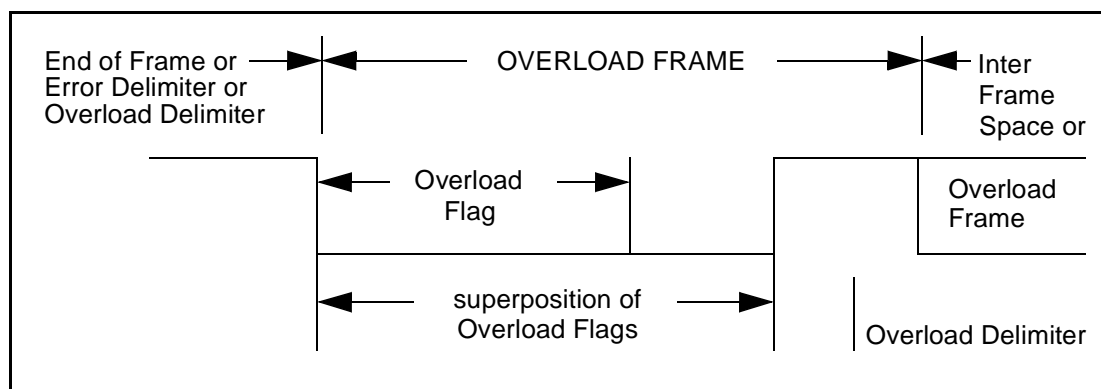 End of Frame or
Error Delimiter or
Overload Delimiter
OVERLOAD FRAME
Inter
Frame
Space or
Overload
Flag
Overload
Frame
superposition of
Overload Flags
Overload Delimiter